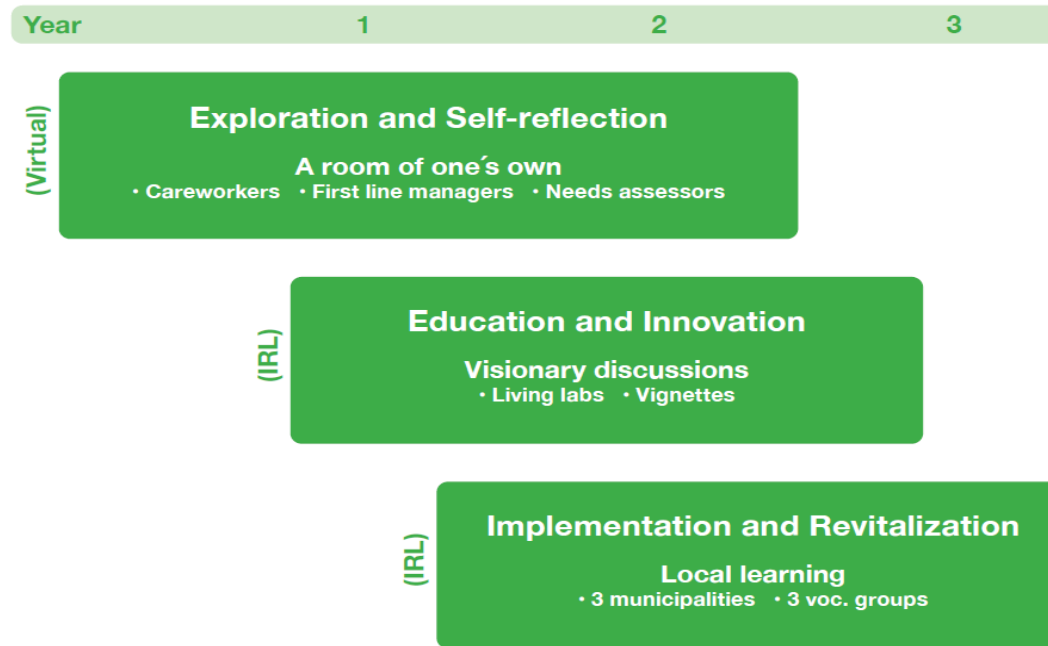 Year 1 2 3
(Virtual)
Exploration and Self-reflection
A room of one´s own
• Careworkers • First line managers • Needs assessors
(IRL)
Education and Innovation
Visionary discussions
• Living labs • Vignettes
(IRL)
Implementation and Revitalization
Local learning
• 3 municipalities • 3 voc. groups